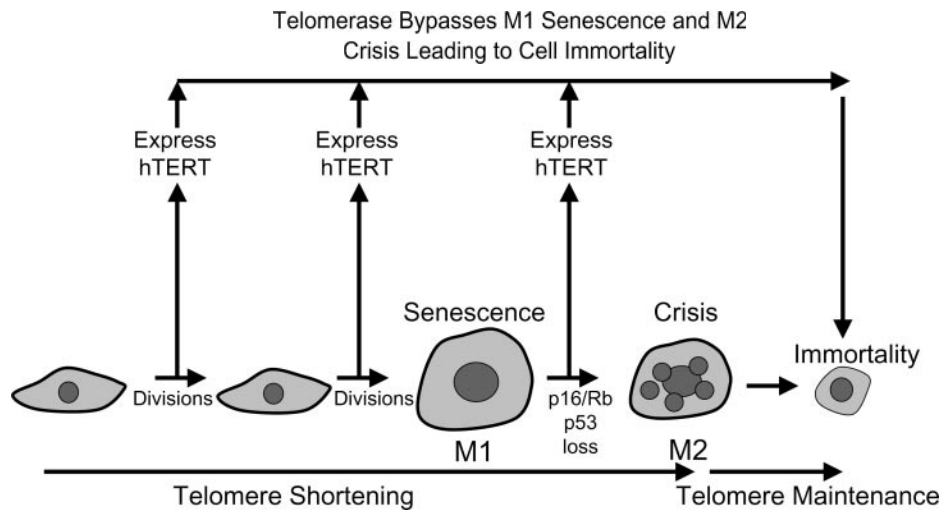 Telomerase Bypasses M1 Senescence and M2
Crisis Leading to Cell Immortality
Express
hTERT
Express
hTERT
Express
hTERT
Senescence
Crisis
Immortality
Divisions
Divisions
p16/Rb
p53
loss
M1
M2
Telomere Shortening
Telomere Maintenance